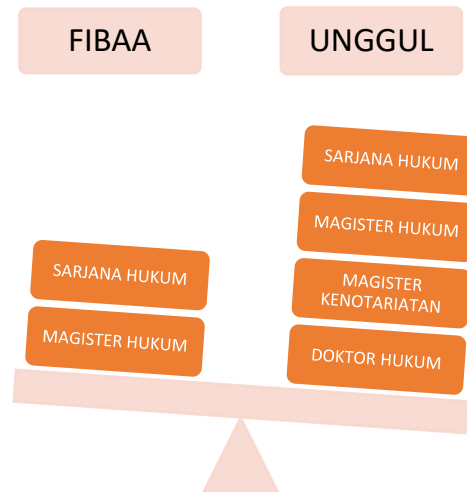 FIBAA
UNGGUL
SARJANA HUKUM
MAGISTER HUKUM
SARJANA HUKUM
MAGISTER HUKUM
MAGISTER
KENOTARIATAN
DOKTOR HUKUM